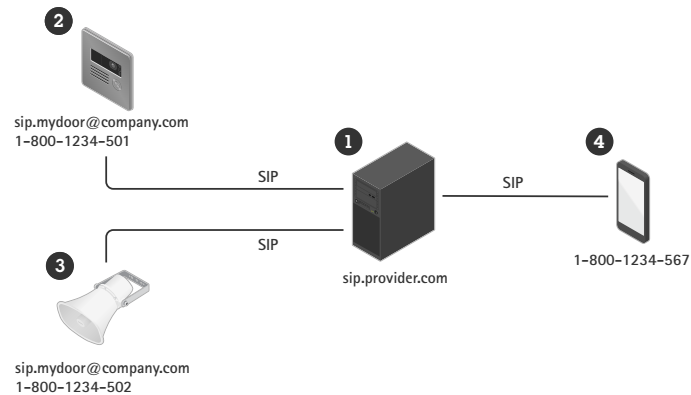 2
sip.mydoor@company.com
1-800-1234-501
SIP
1
4
SIP
SIP
sip.provider.com
1-800-1234-567
3
sip.mydoor@company.com
1-800-1234-502